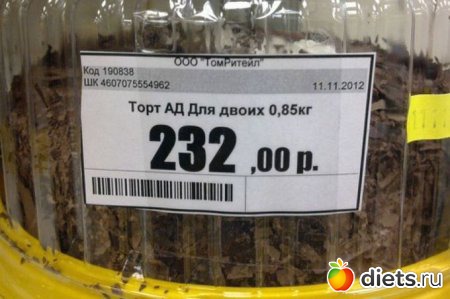 ООО "ТомРитейл"
Код 190838
ШК 4607075554962
11.11.2012
Торт АД Для двоих 0,85кг
232 ,00 р.
diets.ru